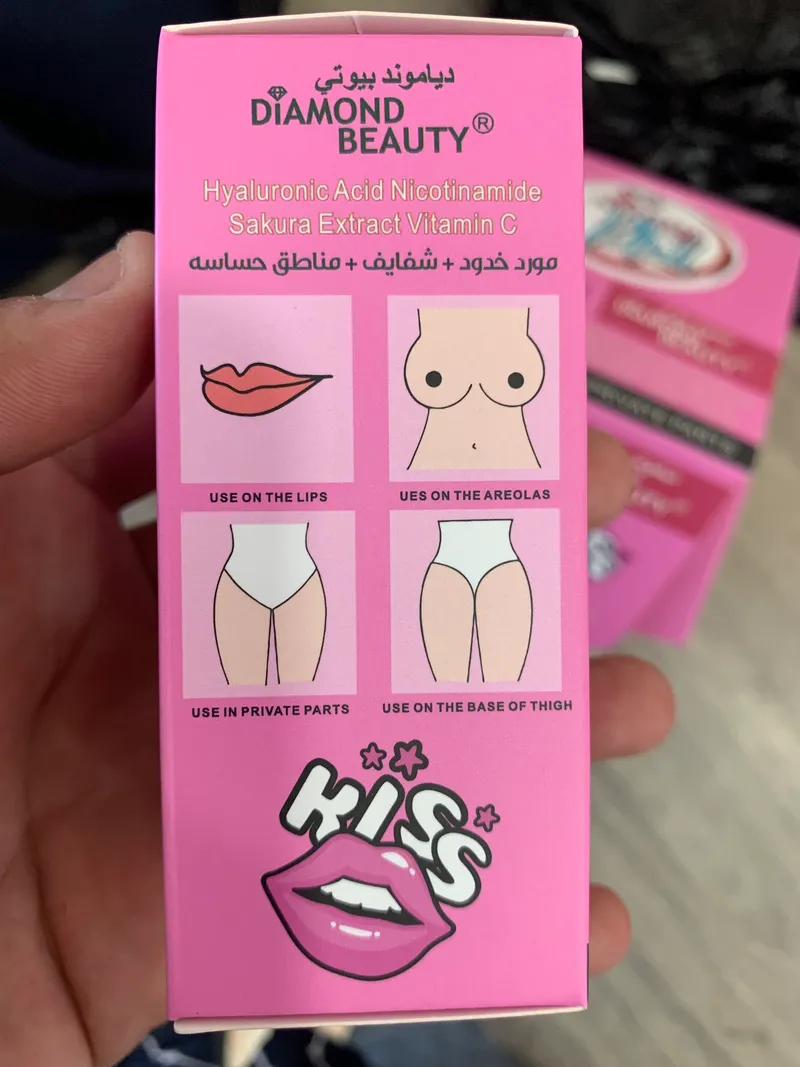 دياموند بيوتي
DIAMOND
BEAUTY®
Hyaluronic Acid Nicotinamide
Sakura Extract Vitamin C
مورد خدود + شفايف + مناطق حساسه
USE ON THE LIPS
UES ON THE AREOLAS
USE IN PRIVATE PARTS
USE ON THE BASE OF THIGH
KISS